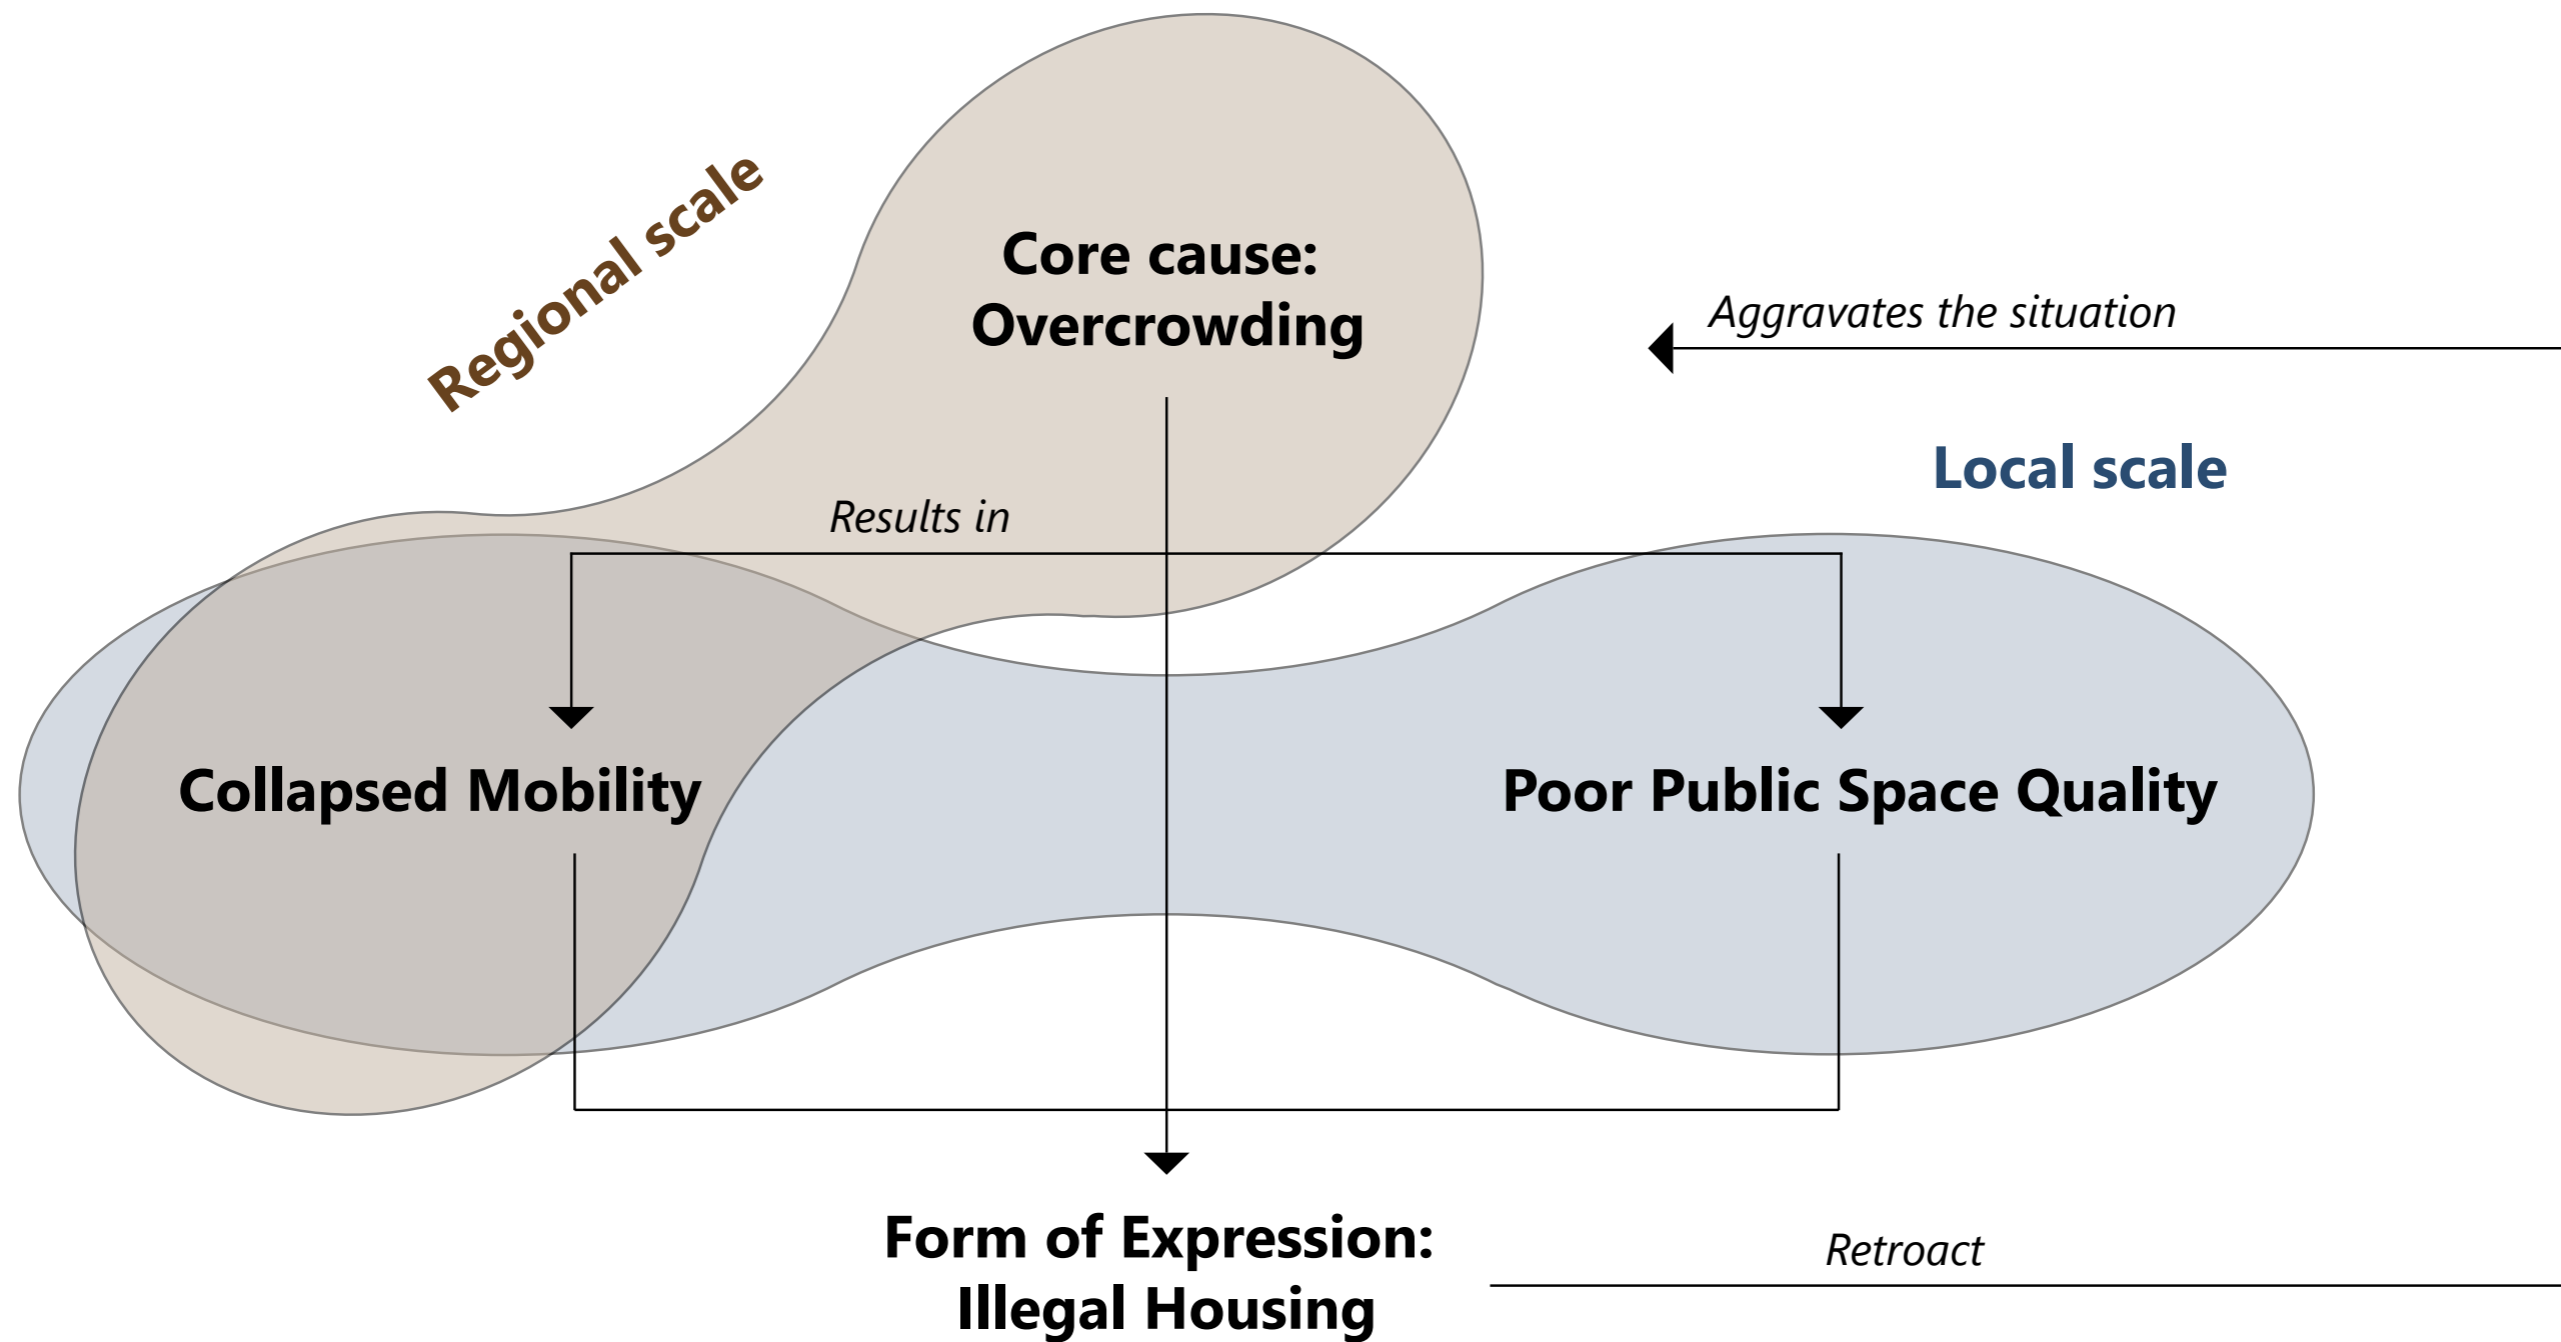 Regional scale
Core cause:
Overcrowding
Aggravates the situation
Local scale
Results in
Collapsed Mobility
Poor Public Space Quality
Form of Expression:
Illegal Housing
Retroact